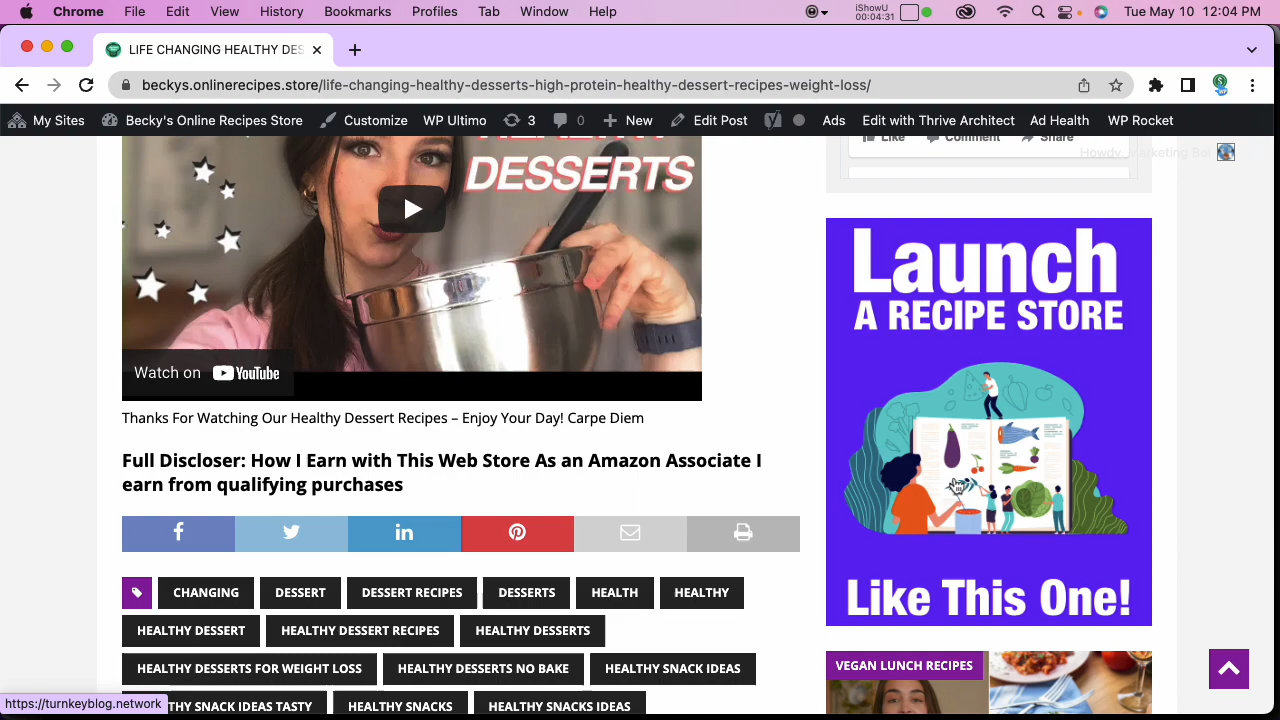 Chrome File Edit View History Bookmarks Profiles Tab Window Help iShowU 00:04:31 Tue May 10 12:04 PM
LIFE CHANGING HEALTHY DES
beckys.onlinerecipes.store/life-changing-healthy-desserts-high-protein-healthy-dessert-recipes-weight-loss/
My Sites Becky's Online Recipes Store Customize WP Ultimo 3 0 New Edit Post Ads Edit with Thrive Architect Ad Health WP Rocket
Like Comment Share
Howdy, Marketing Boi
DESSERTS
Watch on YouTube
Thanks For Watching Our Healthy Dessert Recipes – Enjoy Your Day! Carpe Diem
Full Discloser: How I Earn with This Web Store As an Amazon Associate I
earn from qualifying purchases
CHANGING DESSERT DESSERT RECIPES DESSERTS HEALTH HEALTHY
HEALTHY DESSERT HEALTHY DESSERT RECIPES HEALTHY DESSERTS
HEALTHY DESSERTS FOR WEIGHT LOSS HEALTHY DESSERTS NO BAKE HEALTHY SNACK IDEAS
THY SNACK IDEAS TASTY HEALTHY SNACKS HEALTHY SNACKS IDEAS
Launch
A RECIPE STORE
Like This One!
VEGAN LUNCH RECIPES
https://turnkeyblog.network